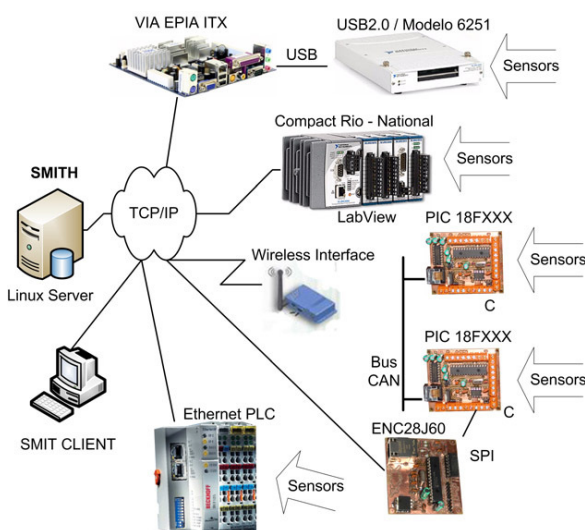 VIA EPIA ITX
USB2.0 / Modelo 6251
USB
Sensors
Compact Rio - National
Sensors
SMITH
TCP/IP
LabView
PIC 18FXXX
Wireless Interface
Sensors
Linux Server
C
PIC 18FXXX
Bus
CAN
Sensors
Ethernet PLC
C
ENC28J60
SMIT CLIENT
SPI
Sensors
BECKHOFF